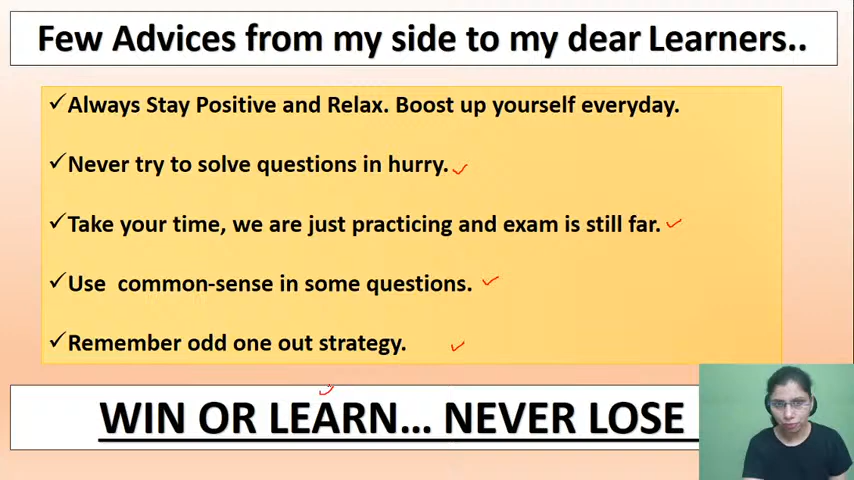 Few Advices from my side to my dear Learners..
✓Always Stay Positive and Relax. Boost up yourself everyday.
✓Never try to solve questions in hurry.
✓Take your time, we are just practicing and exam is still far.
✓Use common-sense in some questions.
✓Remember odd one out strategy.
WIN OR LEARN... NEVER LOSE